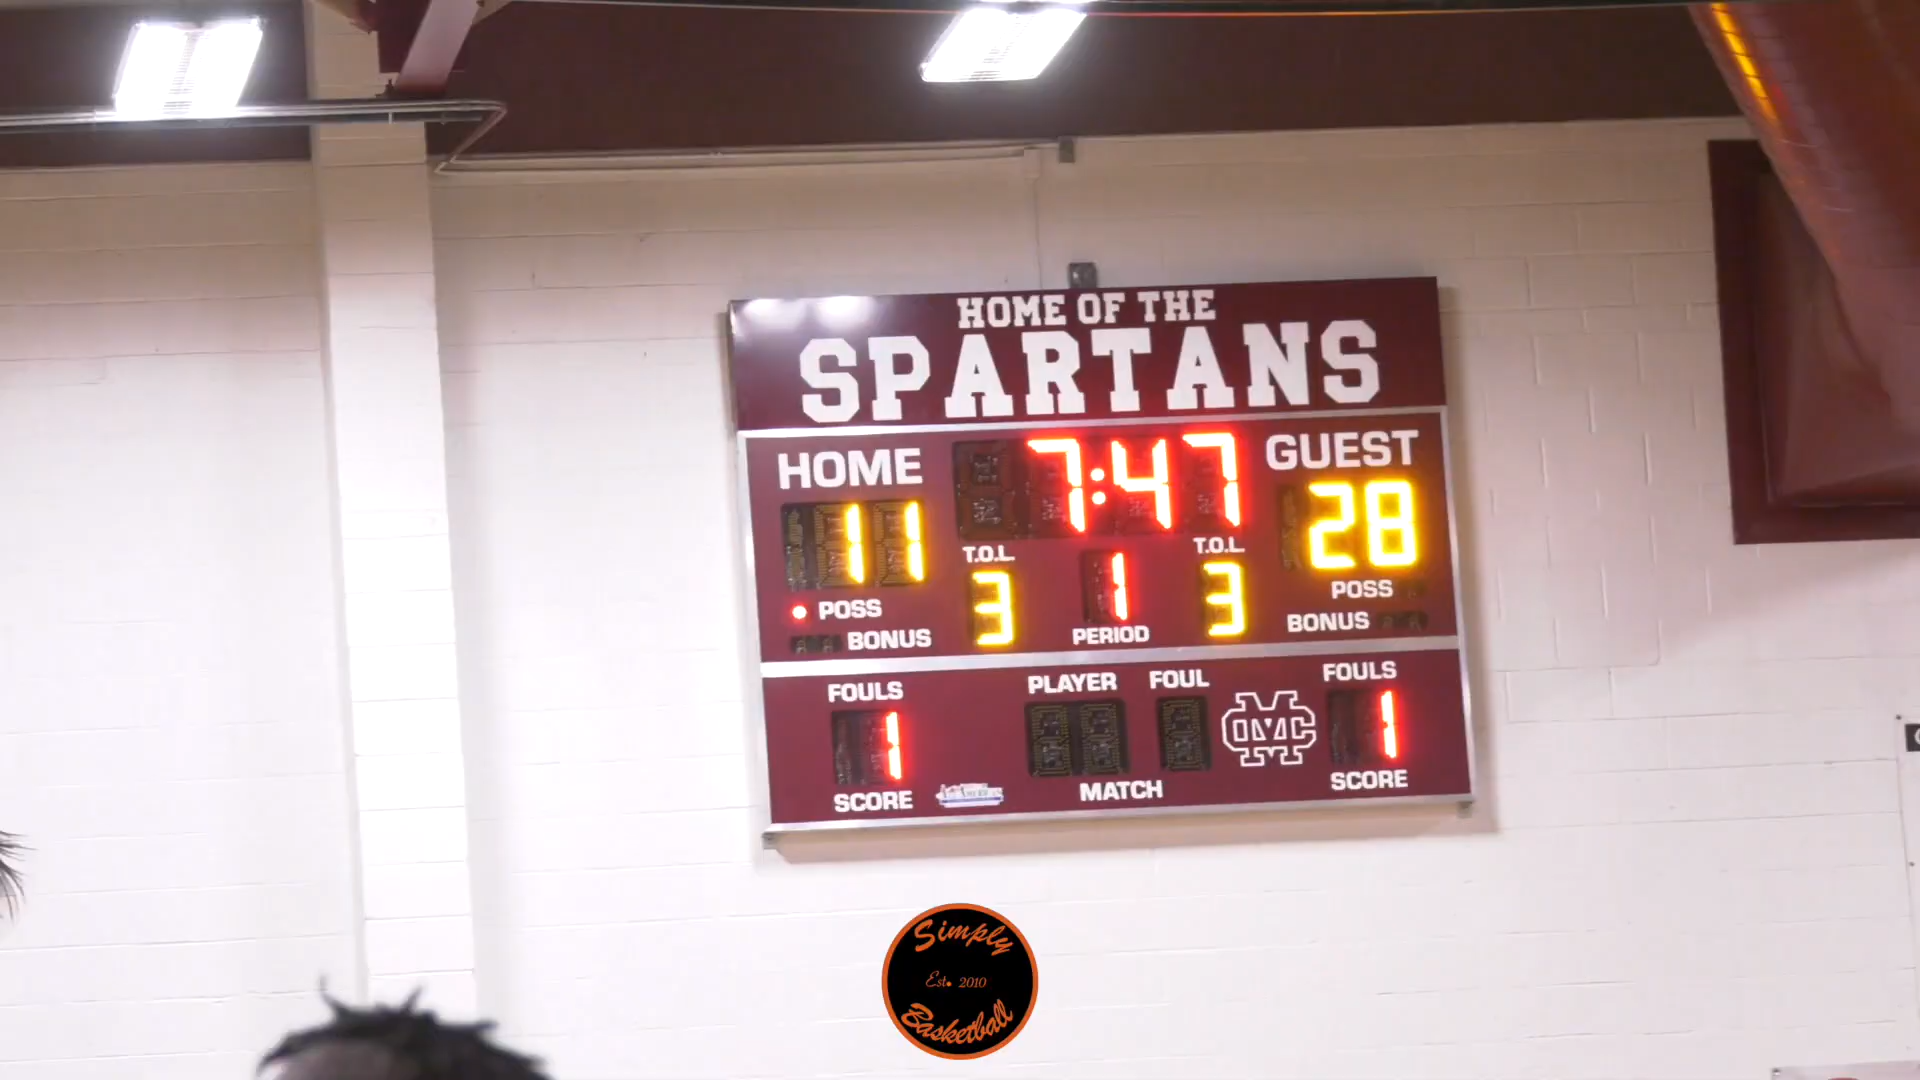 HOME OF THE
SPARTANS
HOME
7:47
GUEST
11
28
T.O.L.
T.O.L.
3
1
3
POSS
POSS
BONUS
PERIOD
BONUS
FOULS
PLAYER
FOUL
FOULS
1
1
SCORE
MATCH
SCORE
Simply
Est. 2010
Basketball